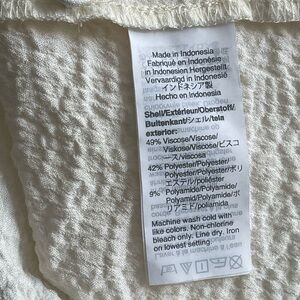 Made in Indonesia
Fabriqué en Indonésie
in Indonesien Hergestellt
Vervaardigd in Indonesië
インドネシア製
Hecho en Indonesia
Shell/Extérieur/Oberstoff/
Buitenkant/シェル/tela
exterior:
49% Viscose/Viscose/
Viskose/Viscose/ビスコ
ース/viscosa
42% Polyester/Polyester/
Polyester/Polyester/ポリ
エステル/poliéster
9% Polyamide/Polyamide/
Polyamid/Polyamide/ポ
リアミド/poliamida
Machine wash cold with
like colors. Non-chlorine
bleach only. Line dry. Iron
on lowest setting.